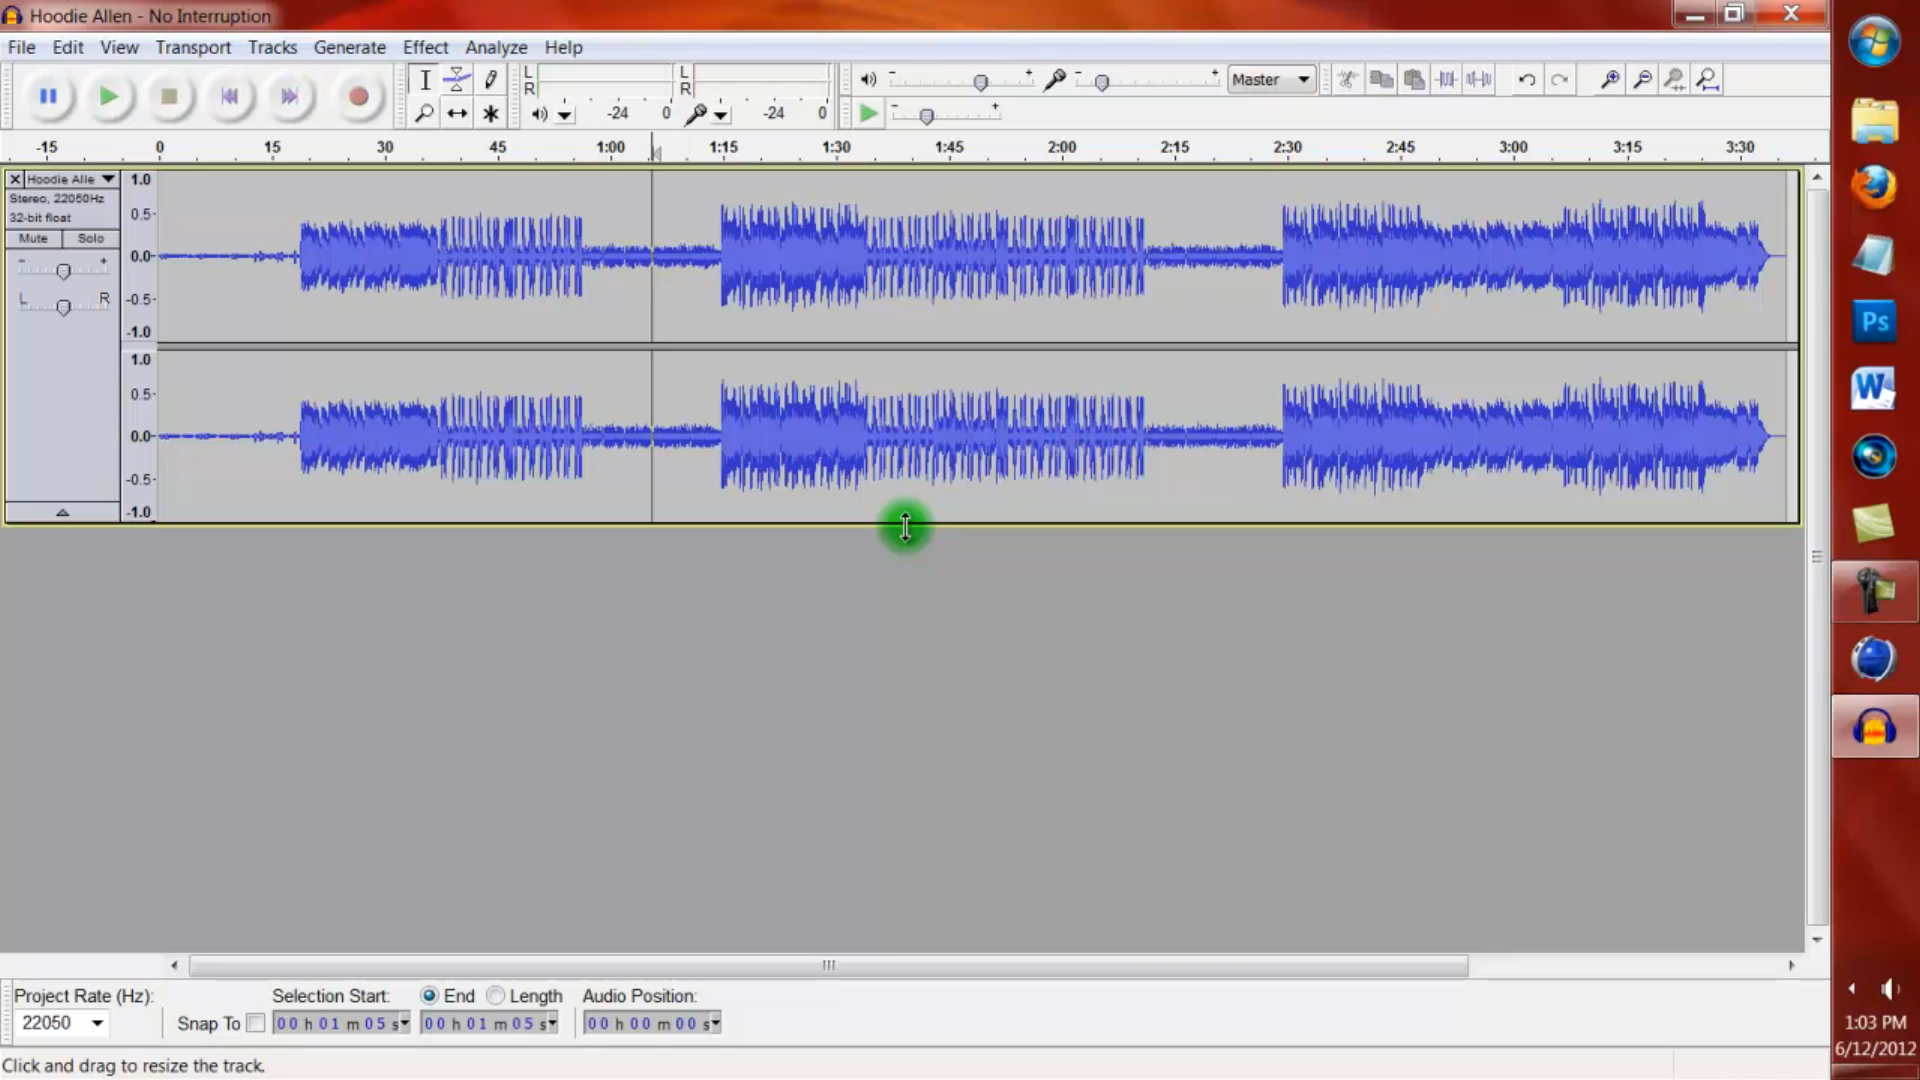 Hoodie Allen - No Interruption
File Edit View Transport Tracks Generate Effect Analyze Help
L R L R
-24 0 -24 0
Master
-15 0 15 30 45 1:00 1:15 1:30 1:45 2:00 2:15 2:30 2:45 3:00 3:15 3:30
Hoodie Alle
Stereo, 22050Hz
32-bit float
Mute Solo
- +
L R
1.0
0.5
0.0
-0.5
-1.0
1.0
0.5
0.0
-0.5
-1.0
Ps
W
Project Rate (Hz):
22050
Snap To
Selection Start:
End Length
Audio Position:
00 h 01 m 05 s
00 h 01 m 05 s
00 h 00 m 00 s
Click and drag to resize the track.
1:03 PM
6/12/2012